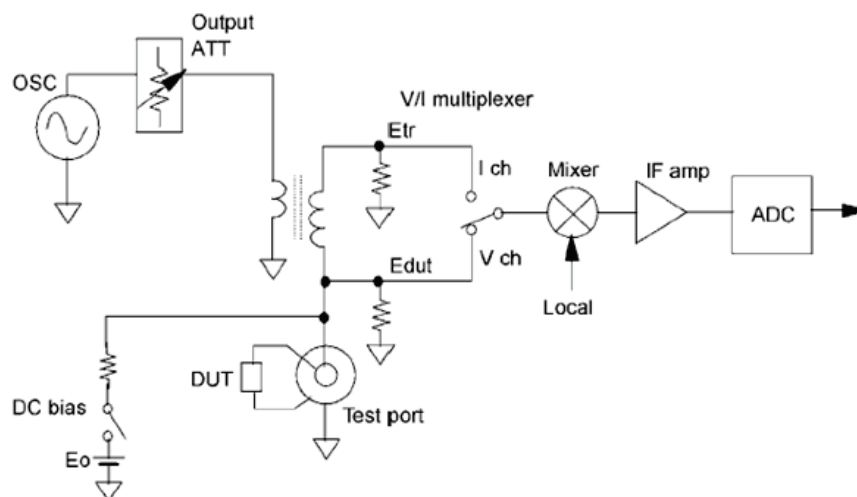 Output
ATT
OSC
V/I multiplexer
Etr
I ch
Mixer
IF amp
ADC
Edut
V ch
Local
DUT
Test port
DC bias
Eo